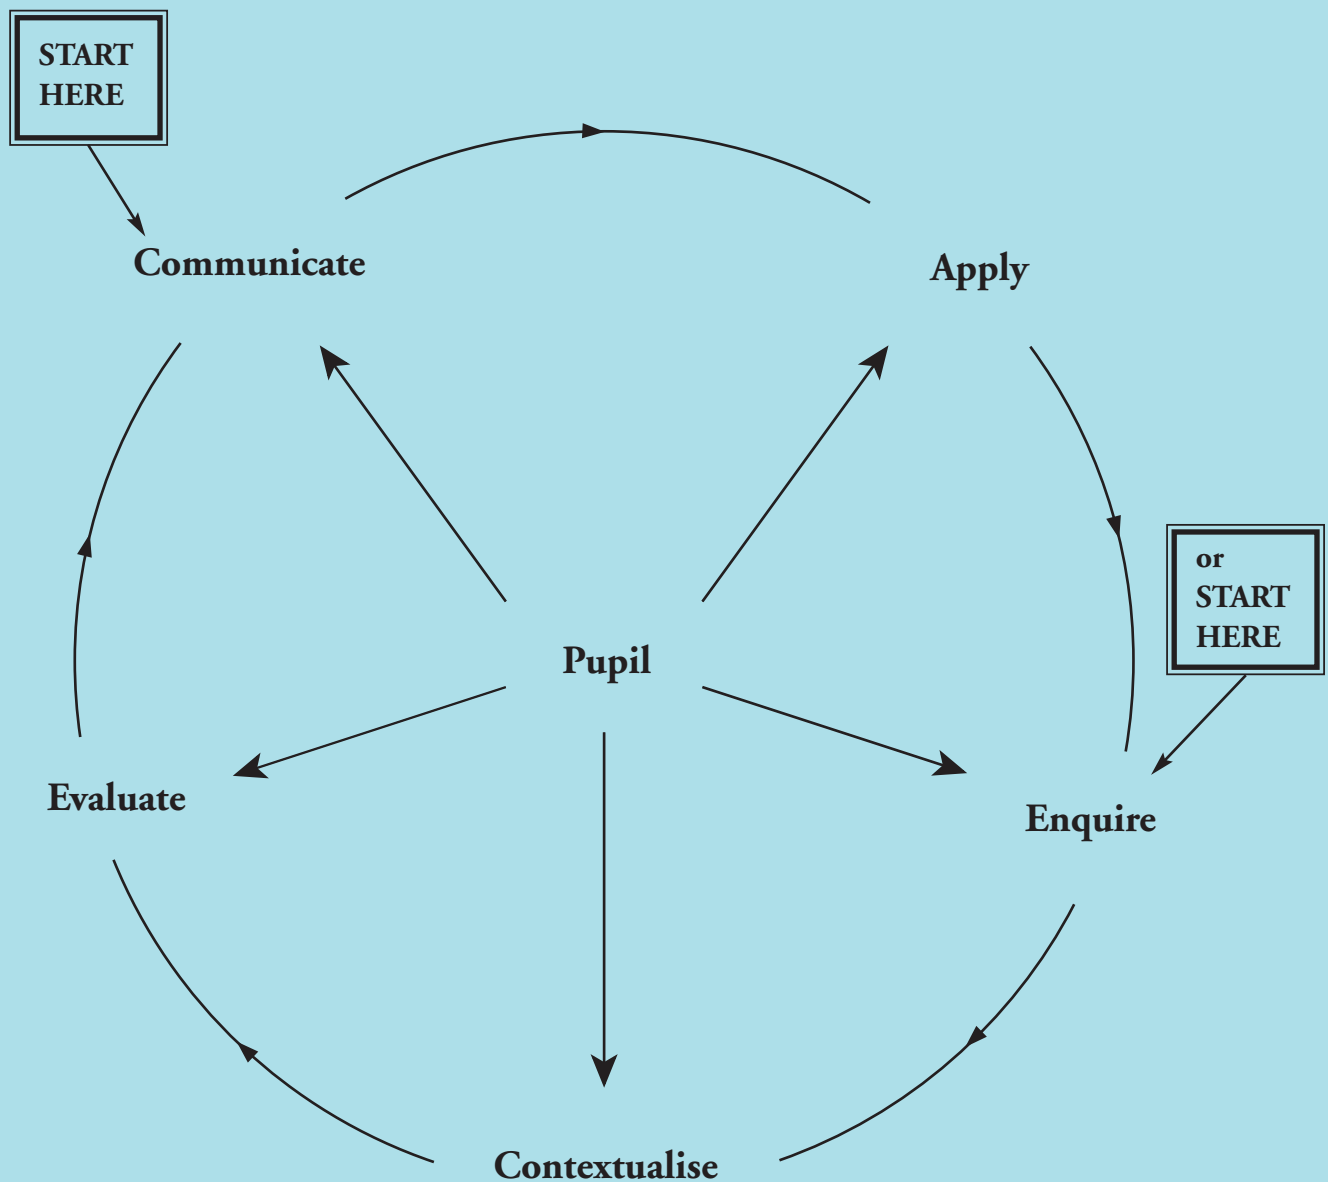 START
HERE
Communicate
Apply
or
START
HERE
Pupil
Evaluate
Enquire
Contextualise